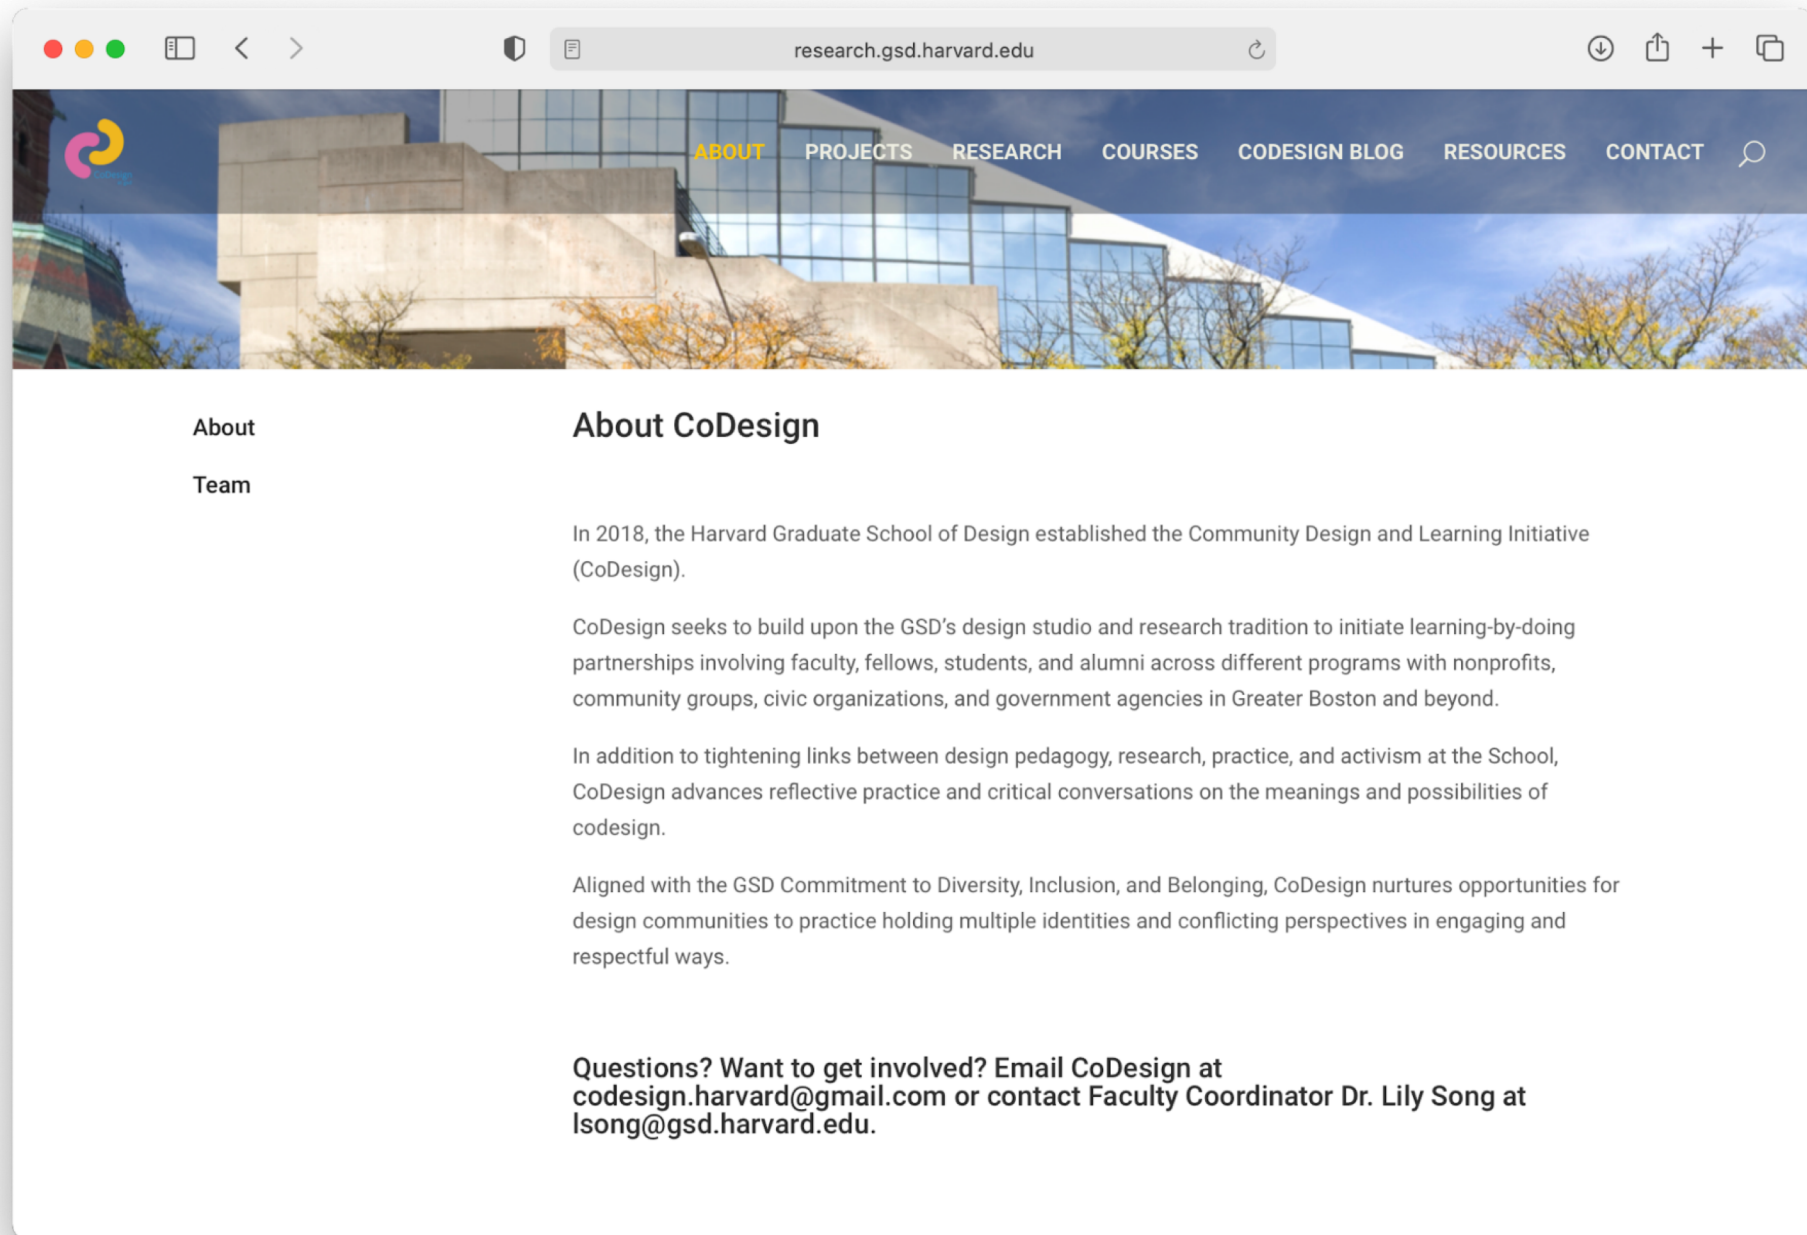 research.gsd.harvard.edu
CoDesign
ABOUT PROJECTS RESEARCH COURSES CODESIGN BLOG RESOURCES CONTACT
About
Team
About CoDesign
In 2018, the Harvard Graduate School of Design established the Community Design and Learning Initiative
(CoDesign).
CoDesign seeks to build upon the GSD’s design studio and research tradition to initiate learning-by-doing
partnerships involving faculty, fellows, students, and alumni across different programs with nonprofits,
community groups, civic organizations, and government agencies in Greater Boston and beyond.
In addition to tightening links between design pedagogy, research, practice, and activism at the School,
CoDesign advances reflective practice and critical conversations on the meanings and possibilities of
codesign.
Aligned with the GSD Commitment to Diversity, Inclusion, and Belonging, CoDesign nurtures opportunities for
design communities to practice holding multiple identities and conflicting perspectives in engaging and
respectful ways.
Questions? Want to get involved? Email CoDesign at
codesign.harvard@gmail.com or contact Faculty Coordinator Dr. Lily Song at
lsong@gsd.harvard.edu.